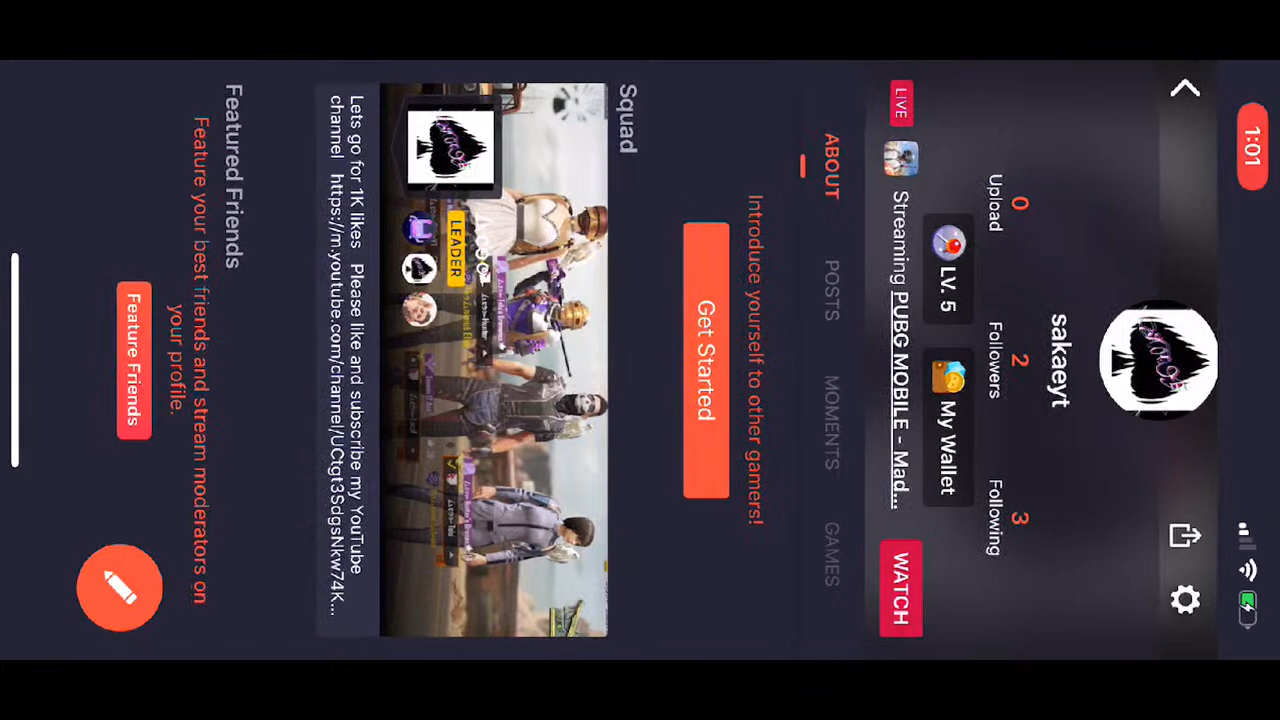 1:01
sakaeyt
0
2
3
Upload
Followers
Following
LV. 5
My Wallet
LIVE
Streaming PUBG MOBILE - Mad...
WATCH
ABOUT
POSTS
MOMENTS
GAMES
Introduce yourself to other gamers!
Get Started
Squad
LEADER
Lets go for 1K likes Please like and subscribe my YouTube
channel https://m.youtube.com/channel/UCtgt3SdgsNkw74K...
Featured Friends
Feature your best friends and stream moderators on
your profile.
Feature Friends